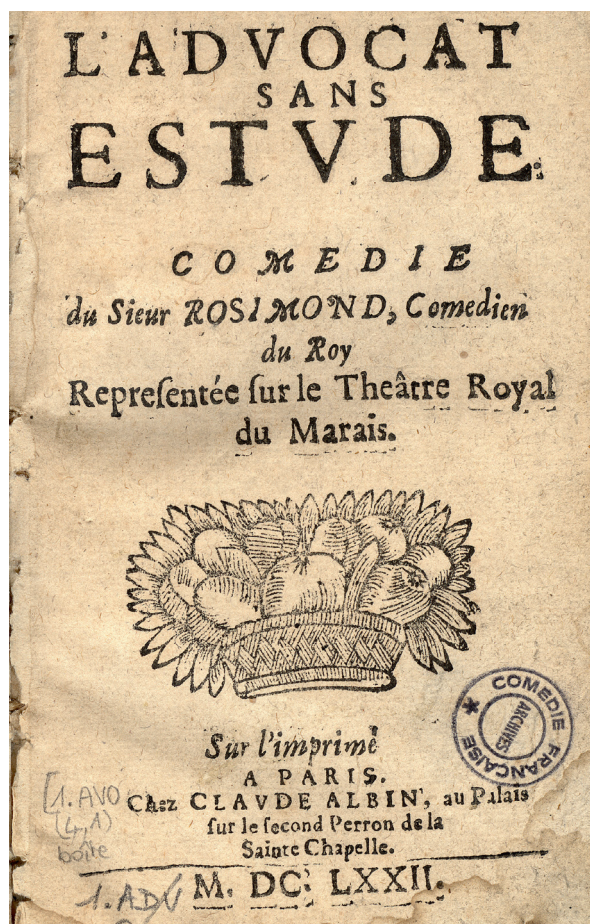 L'ADVOCAT
SANS
ESTVDE.
COMEDIE
du Sieur ROSIMOND, Comedien
du Roy
Repreſentée ſur le Theâtre Royal
du Marais.
COMEDIE FRANÇAISE
ARCHIVES
Sur l'imprimé
A PARIS.
Chez CLAVDE ALBIN, au Palais
ſur le ſecond Perron de la
Sainte Chapelle.
M. DC. LXXII.
[1. AVO
(4,1)
boîte
1. ADV